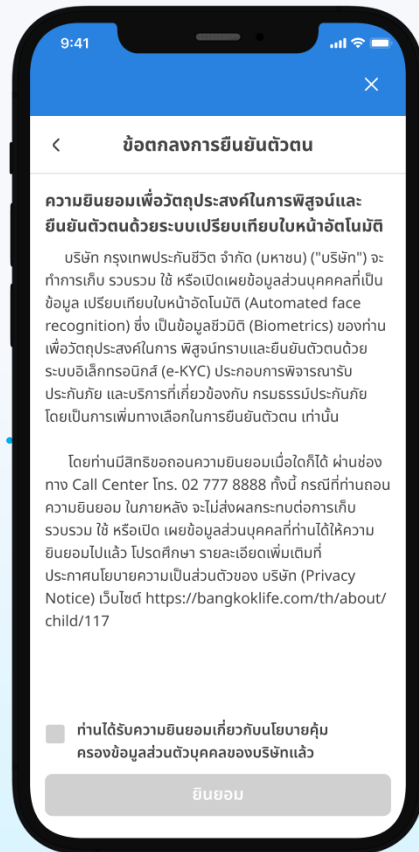 9:41
ข้อตกลงการยืนยันตัวตน
ความยินยอมเพื่อวัตถุประสงค์ในการพิสูจน์และ
ยืนยันตัวตนด้วยระบบเปรียบเทียบใบหน้าอัตโนมัติ
บริษัท กรุงเทพประกันชีวิต จำกัด (มหาชน) ("บริษัท") จะ
ทำการเก็บ รวบรวม ใช้ หรือเปิดเผยข้อมูลส่วนบุคคคลที่เป็น
ข้อมูล เปรียบเทียบใบหน้าอัตโนมัติ (Automated face
recognition) ซึ่ง เป็นข้อมูลชีวมิติ (Biometrics) ของท่าน
เพื่อวัตถุประสงค์ในการ พิสูจน์ทราบและยืนยันตัวตนด้วย
ระบบอิเล็กทรอนิกส์ (e-KYC) ประกอบการพิจารณารับ
ประกันภัย และบริการที่เกี่ยวข้องกับ กรมธรรม์ประกันภัย
โดยเป็นการเพิ่มทางเลือกในการยืนยันตัวตน เท่านั้น
โดยท่านมีสิทธิขอถอนความยินยอมเมื่อใดก็ได้ ผ่านช่อง
ทาง Call Center โทร. 02 777 8888 ทั้งนี้ กรณีที่ท่านถอน
ความยินยอม ในภายหลัง จะไม่ส่งผลกระทบต่อการเก็บ
รวบรวม ใช้ หรือเปิด เผยข้อมูลส่วนบุคคลที่ท่านได้ให้ความ
ยินยอมไปแล้ว โปรดศึกษา รายละเอียดเพิ่มเติมที่
ประกาศนโยบายความเป็นส่วนตัวของ บริษัท (Privacy
Notice) เว็บไซต์ https://bangkoklife.com/th/about/
child/117
ท่านได้รับความยินยอมเกี่ยวกับนโยบายคุ้ม
ครองข้อมูลส่วนตัวบุคคลของบริษัทแล้ว
ยินยอม